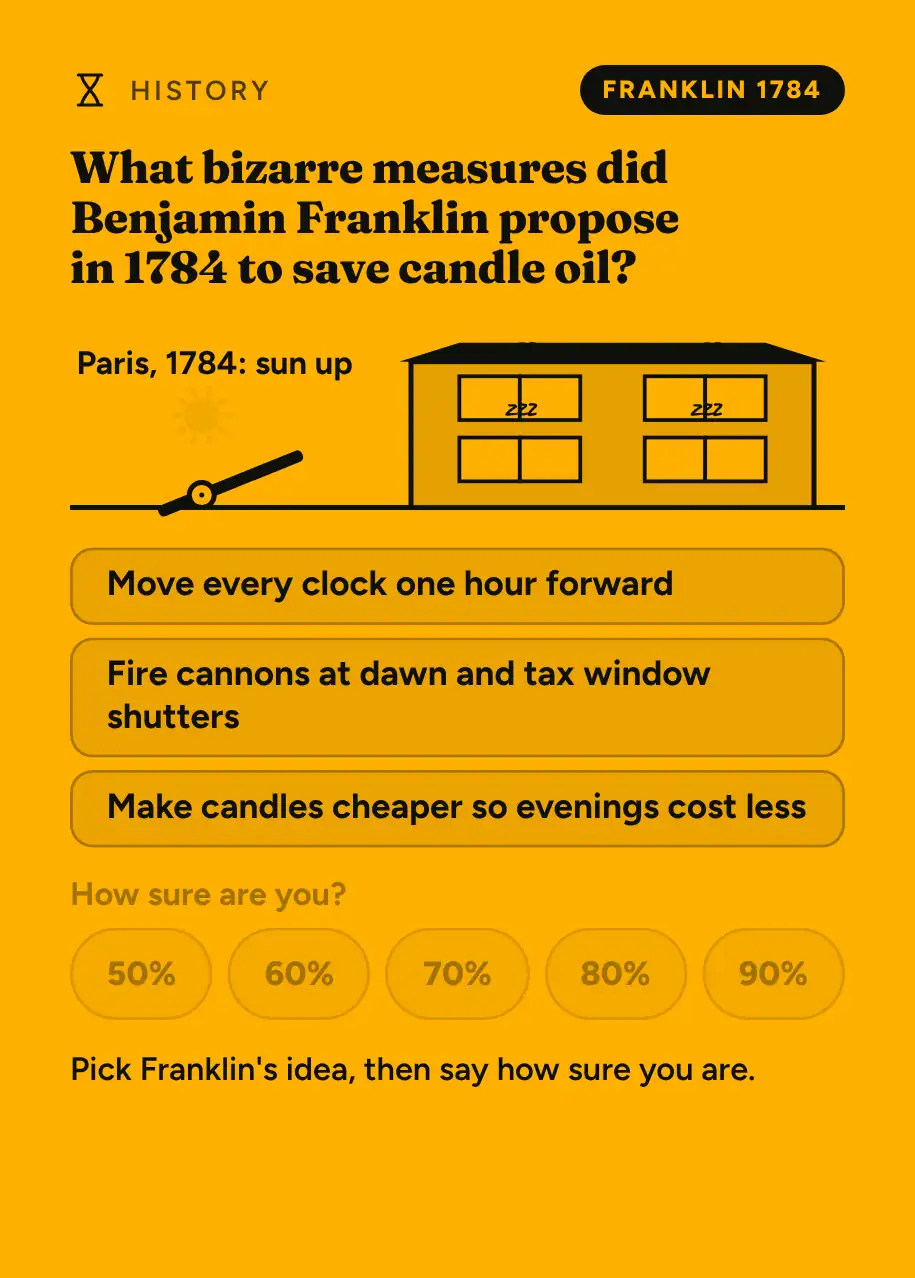 HISTORY
FRANKLIN 1784
What bizarre measures did
Benjamin Franklin propose
in 1784 to save candle oil?
Paris, 1784: sun up
zzz
zzz
Move every clock one hour forward
Fire cannons at dawn and tax window
shutters
Make candles cheaper so evenings cost less
How sure are you?
50%
60%
70%
80%
90%
Pick Franklin's idea, then say how sure you are.